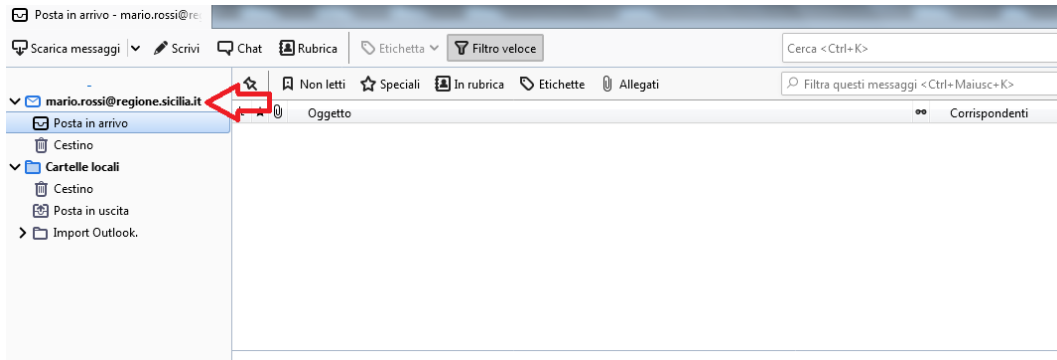 Posta in arrivo - mario.rossi@re
Scarica messaggi Scrivi Chat Rubrica Etichetta Filtro veloce Cerca <Ctrl+K>
Non letti Speciali In rubrica Etichette Allegati Filtra questi messaggi <Ctrl+Maiusc+K>
mario.rossi@regione.sicilia.it
Oggetto Corrispondenti
Posta in arrivo
Cestino
Cartelle locali
Cestino
Posta in uscita
Import Outlook.